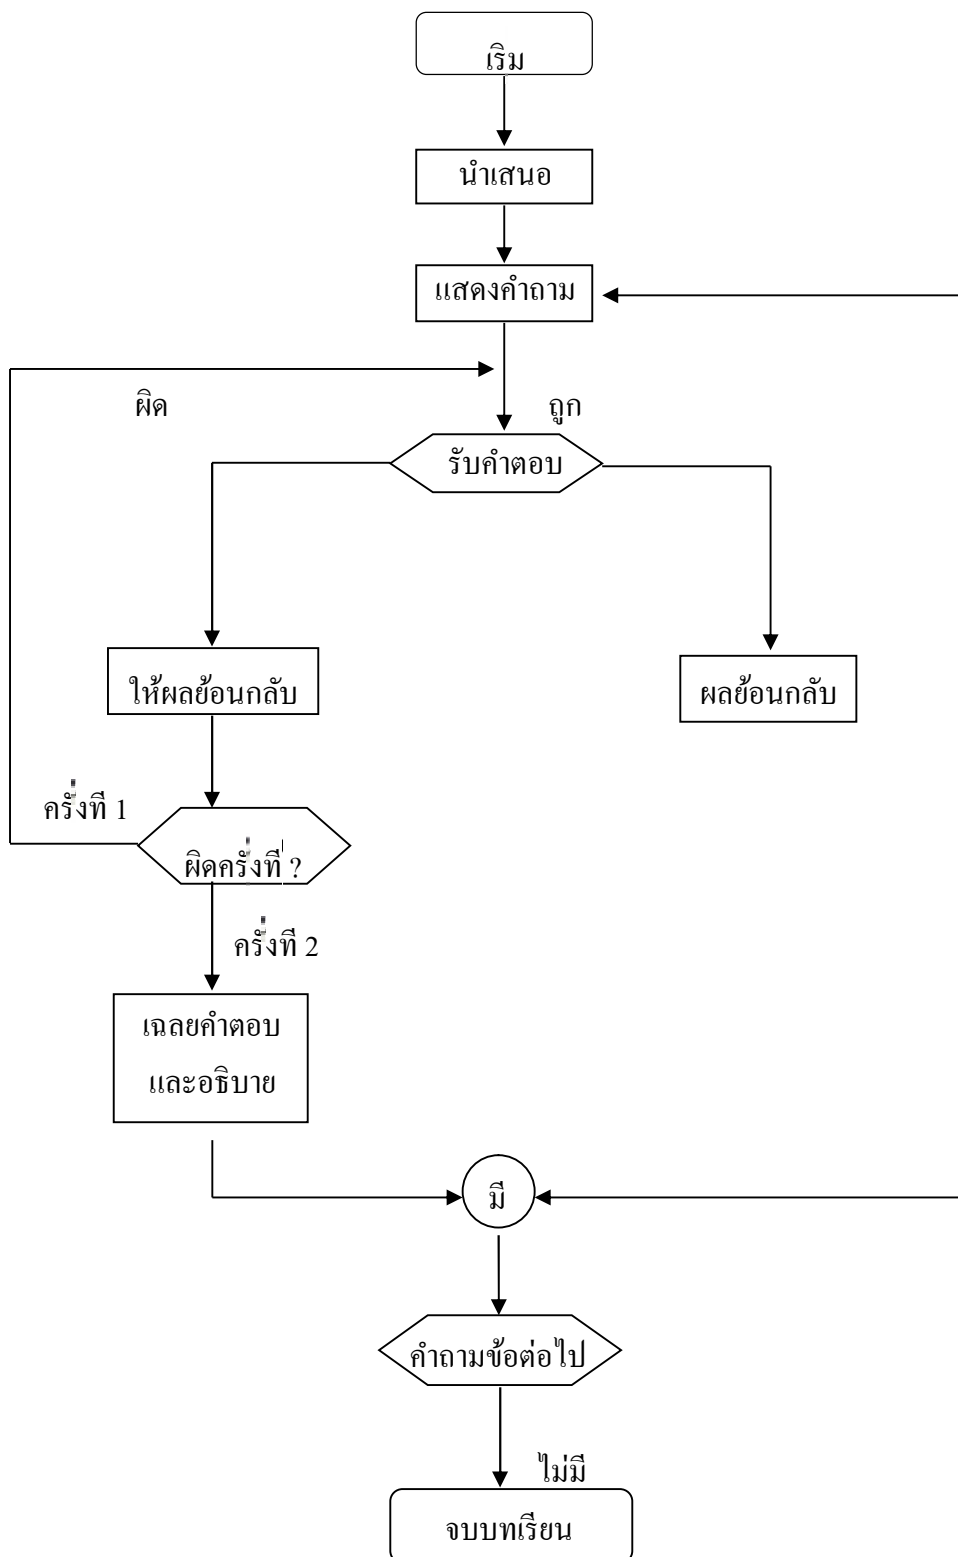 เริ่ม
นำเสนอ
แสดงคำถาม
ผิด
ถูก
รับคำตอบ
ให้ผลย้อนกลับ
ผลย้อนกลับ
ครั้งที่ 1
ผิดครั้งที่ ?
ครั้งที่ 2
เฉลยคำตอบ
และอธิบาย
มี
คำถามข้อต่อไป
ไม่มี
จบบทเรียน